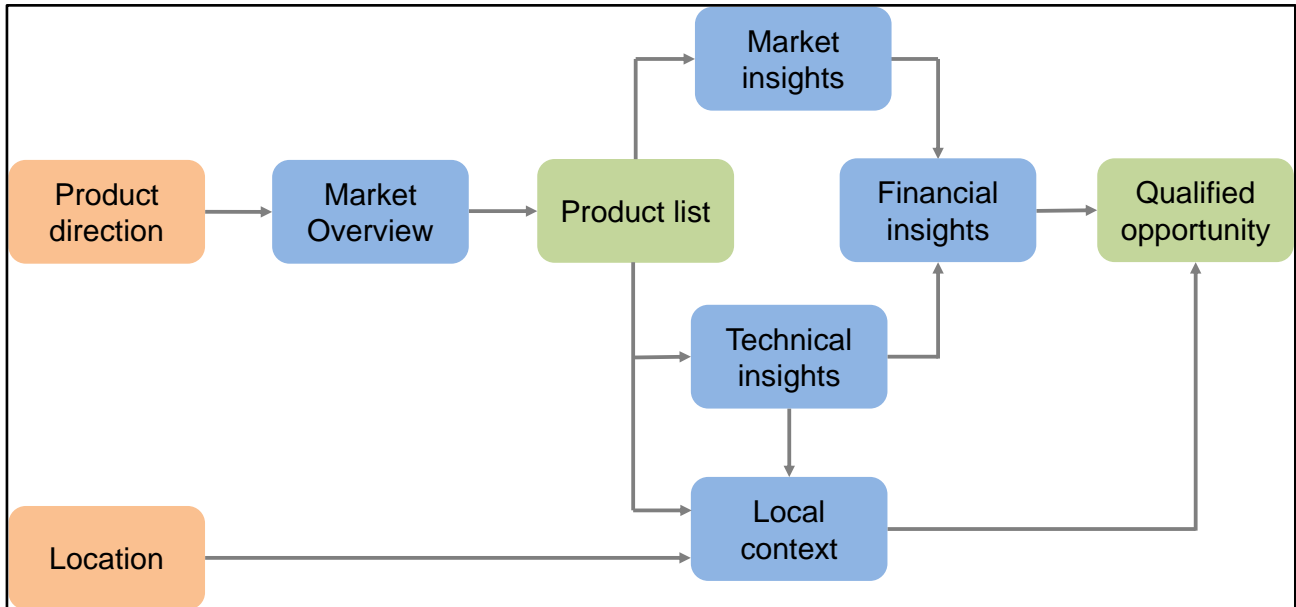 Market
insights
Product
direction
Market
Overview
Product list
Financial
insights
Qualified
opportunity
Technical
insights
Location
Local
context